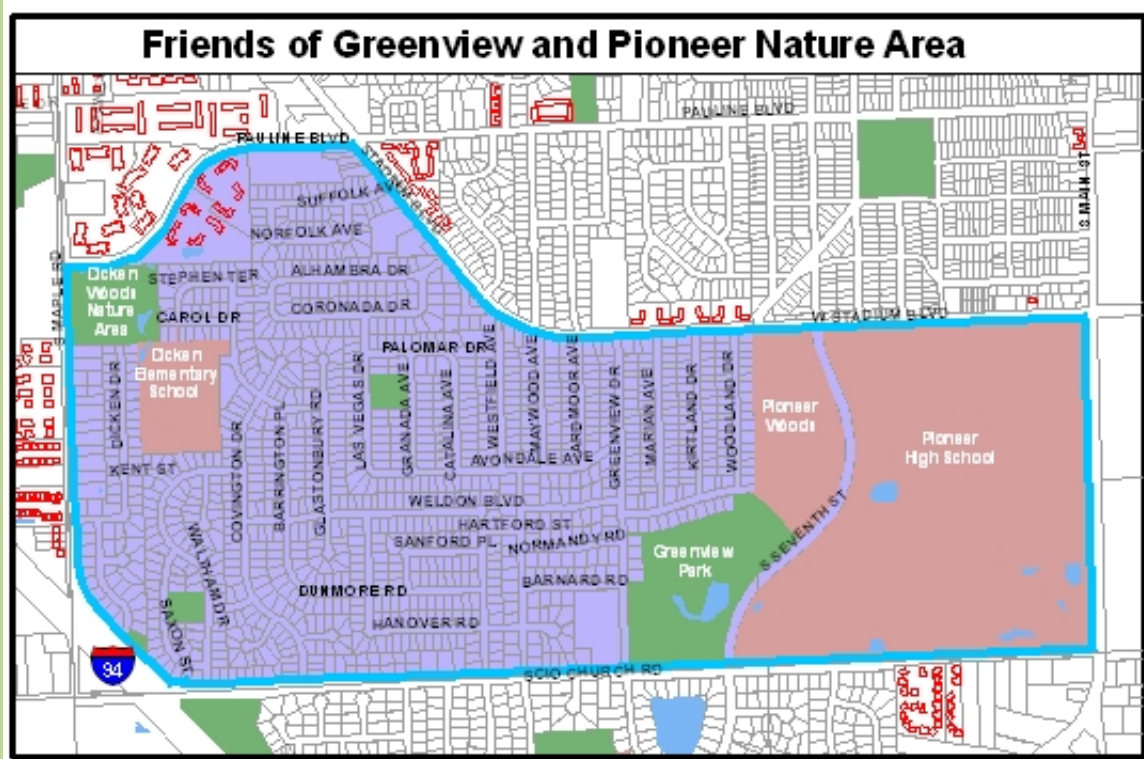 Friends of Greenview and Pioneer Nature Area
PAULINE BLVD
PAULINE BLVD
S MAIN ST
SUFFOLK AVE
NORFOLK AVE
S MAPLE RD
Dicken
Woods
Nature
Area
STEPHEN TER
ALHAMBRA DR
CAROL DR
CORONADA DR
W STADIUM BLVD
Dicken
Elementary
School
PALOMAR DR
DICKEN DR
LAS VEGAS DR
GRANADA AVE
CATALINA AVE
WESTFIELD AVE
MAYWOOD AVE
ARDMOOR AVE
GREENVIEW DR
MARIAN AVE
KIRTLAND DR
WOODLAND DR
Pioneer
Woods
Pioneer
High School
KENT ST
COVINGTON DR
BARRINGTON PL
GLASTONBURY RD
AVONDALE AVE
WELDON BLVD
HARTFORD ST
SANFORD PL
NORMANDY RD
S SEVENTH ST
Greenview
Park
WALTHAM DR
DUNMORE RD
BARNARD RD
SAXON ST
HANOVER RD
SCIO CHURCH RD
94